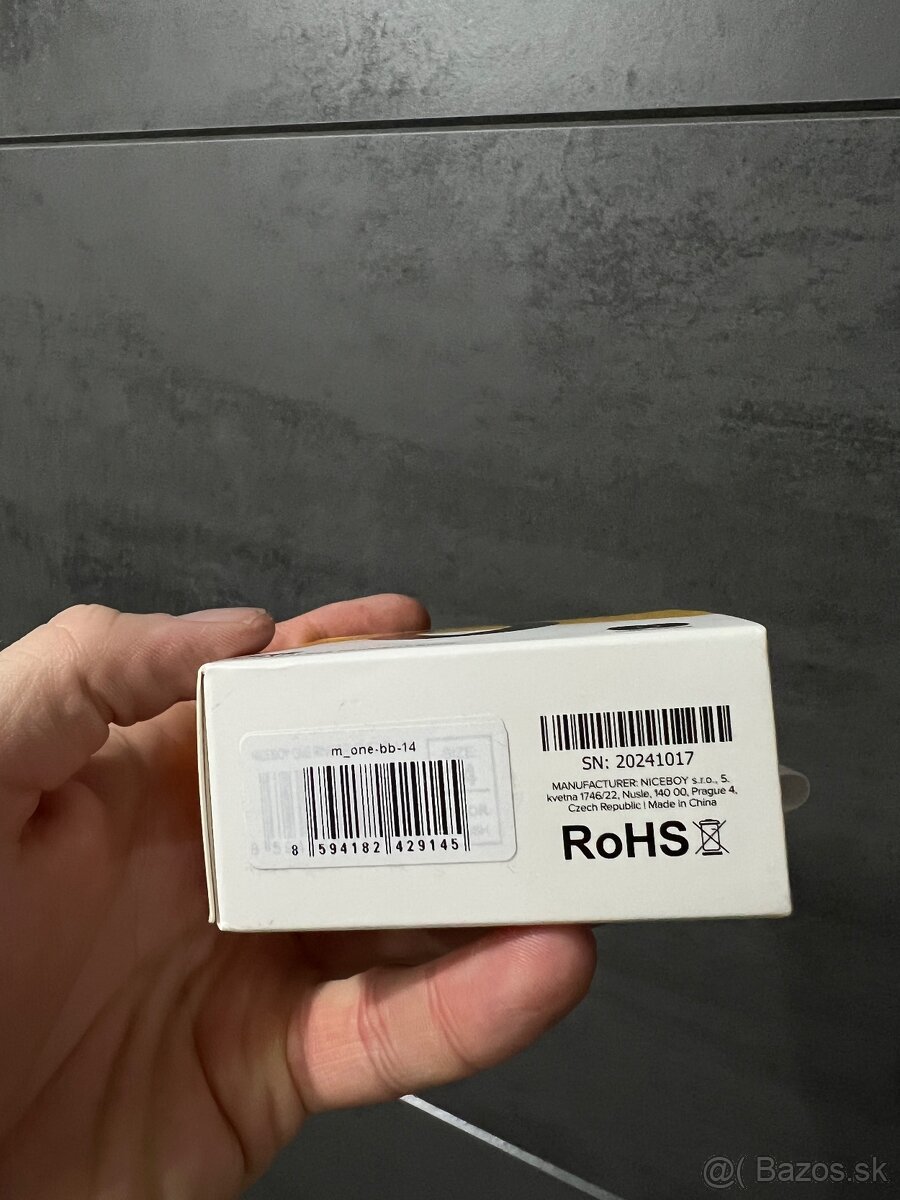 m_one-bb-14
8 594182 429145
SN: 20241017
MANUFACTURER: NICEBOY s.r.o., 5.
kvetna 1746/22, Nusle, 140 00, Prague 4,
Czech Republic | Made in China
RoHS
@( Bazos.sk